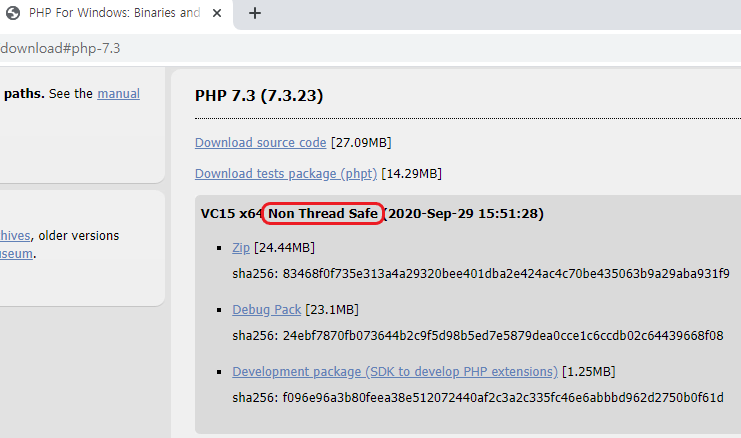 PHP For Windows: Binaries and
download#php-7.3
paths. See the manual
hives, older versions
useum.
PHP 7.3 (7.3.23)
Download source code [27.09MB]
Download tests package (phpt) [14.29MB]
VC15 x64 Non Thread Safe (2020-Sep-29 15:51:28)
Zip [24.44MB]
sha256: 83468f0f735e313a4a29320bee401dba2e424ac4c70be435063b9a29aba931f9
Debug Pack [23.1MB]
sha256: 24ebf7870fb073644b2c9f5d98b5ed7e5879dea0cce1c6ccdb02c64439668f08
Development package (SDK to develop PHP extensions) [1.25MB]
sha256: f096e96a3b80feea38e512072440af2c3a2c335fc46e6abbbd962d2750b0f61d